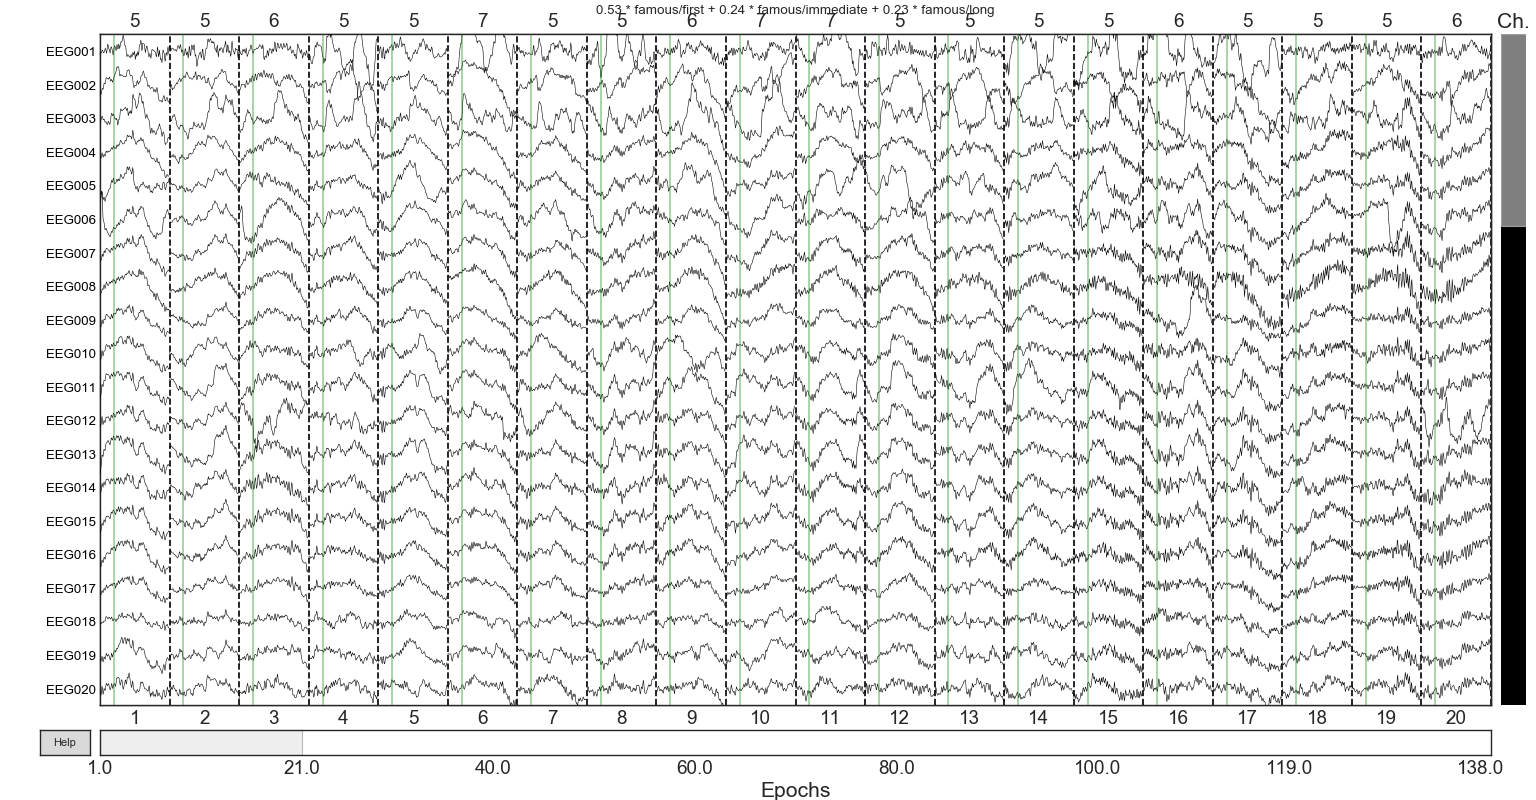 0.53 * famous/first + 0.24 * famous/immediate + 0.23 * famous/long
5 5 6 5 5 7 5 5 6 7 7 5 5 5 5 6 5 5 5 6 Ch.
EEG001
EEG002
EEG003
EEG004
EEG005
EEG006
EEG007
EEG008
EEG009
EEG010
EEG011
EEG012
EEG013
EEG014
EEG015
EEG016
EEG017
EEG018
EEG019
EEG020
1 2 3 4 5 6 7 8 9 10 11 12 13 14 15 16 17 18 19 20
Help
1.0 21.0 40.0 60.0 80.0 100.0 119.0 138.0
Epochs